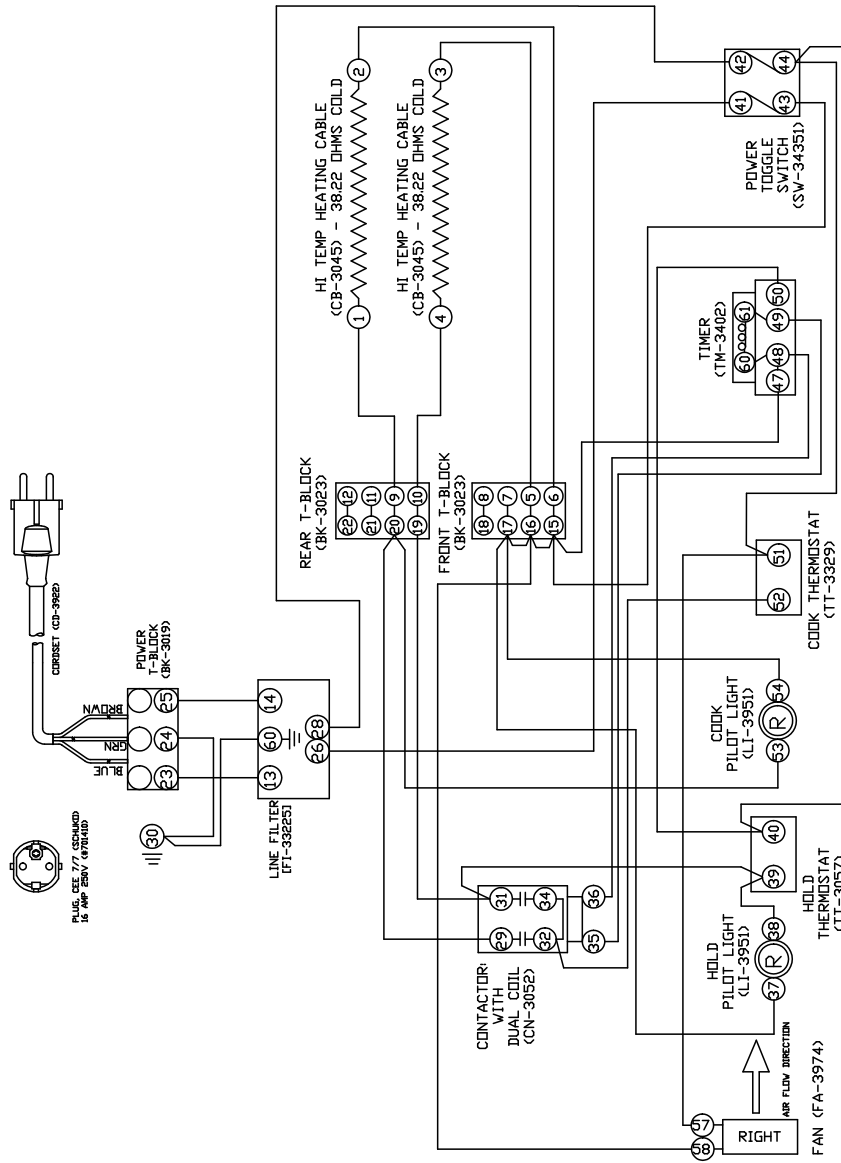 HI TEMP HEATING CABLE
(CB-3045) - 38.22 OHMS COLD
1
2
HI TEMP HEATING CABLE
(CB-3045) - 38.22 OHMS COLD
4
3
42
44
41
43
POWER
TOGGLE
SWITCH
(SW-34351)
TIMER
(TM-3402)
60
61
47
48
49
50
REAR T-BLOCK
(BK-3023)
22
12
21
11
20
9
19
10
FRONT T-BLOCK
(BK-3023)
18
8
17
7
16
5
15
6
CORDSET (CD-3922)
POWER
T-BLOCK
(BK-3019)
BROWN
GRN
BLUE
25
24
23
PLUG, CEE 7/7 (SCHUKO)
16 AMP 250V (#701410)
30
LINE FILTER
[FI-33225]
14
60
13
28
26
51
52
COOK THERMOSTAT
(TT-3329)
COOK
PILOT LIGHT
(LI-3951)
54
R
53
CONTACTOR:
WITH
DUAL COIL
(CN-3052)
31
34
29
32
36
35
40
39
HOLD
THERMOSTAT
(TT-3057)
HOLD
PILOT LIGHT
(LI-3951)
38
R
37
AIR FLOW DIRECTION
57
58
RIGHT
FAN (FA-3974)